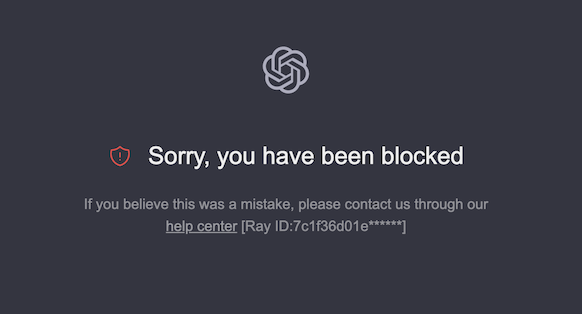 Sorry, you have been blocked
If you believe this was a mistake, please contact us through our
help center [Ray ID:7c1f36d01e******]